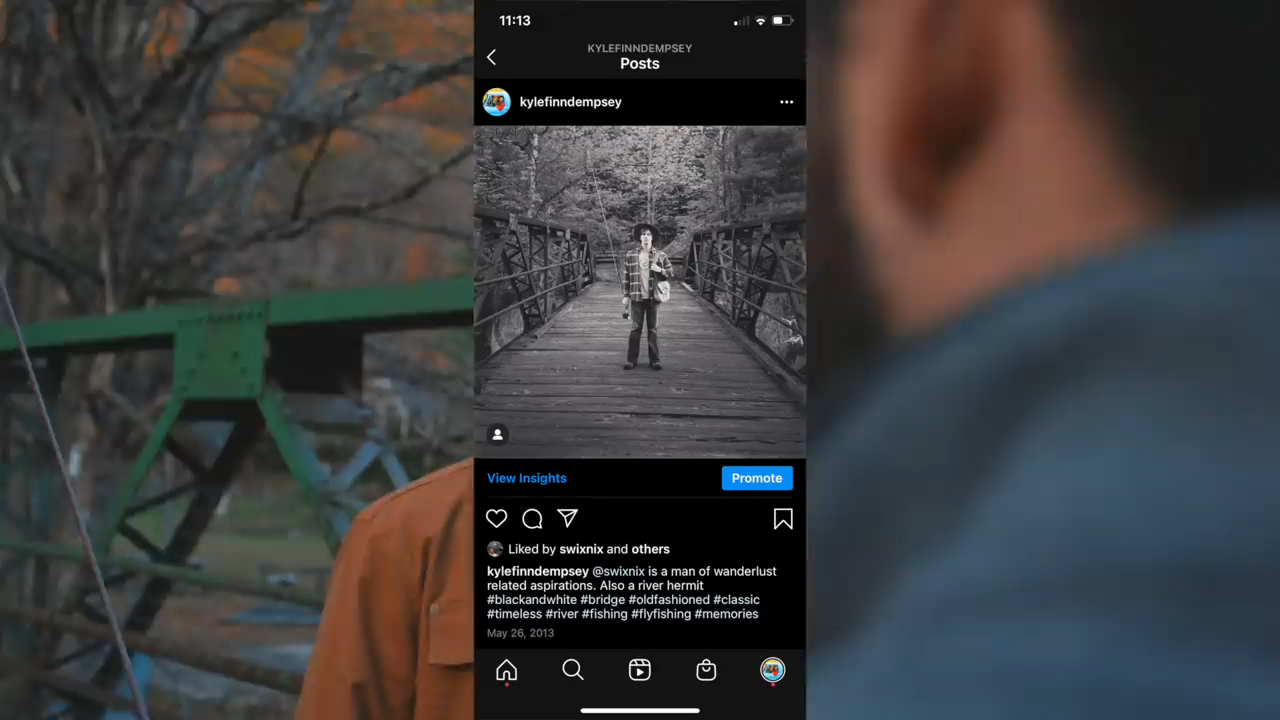 11:13
KYLEFINNDEMPSEY
Posts
kylefinndempsey
View Insights
Promote
Liked by swixnix and others
kylefinndempsey @swixnix is a man of wanderlust
related aspirations. Also a river hermit
#blackandwhite #bridge #oldfashioned #classic
#timeless #river #fishing #flyfishing #memories
May 26, 2013